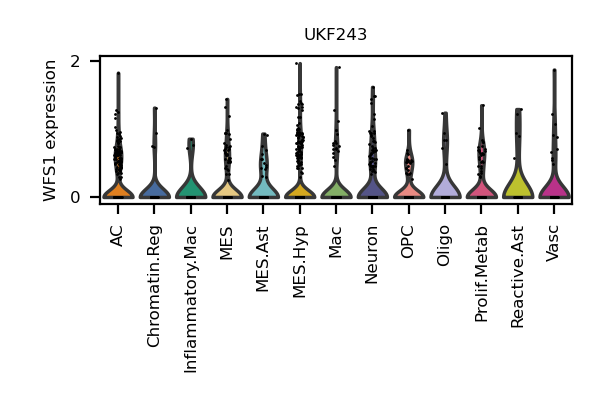 UKF243
WFS1 expression
2
0
AC
Chromatin.Reg
Inflammatory.Mac
MES
MES.Ast
MES.Hyp
Mac
Neuron
OPC
Oligo
Prolif.Metab
Reactive.Ast
Vasc